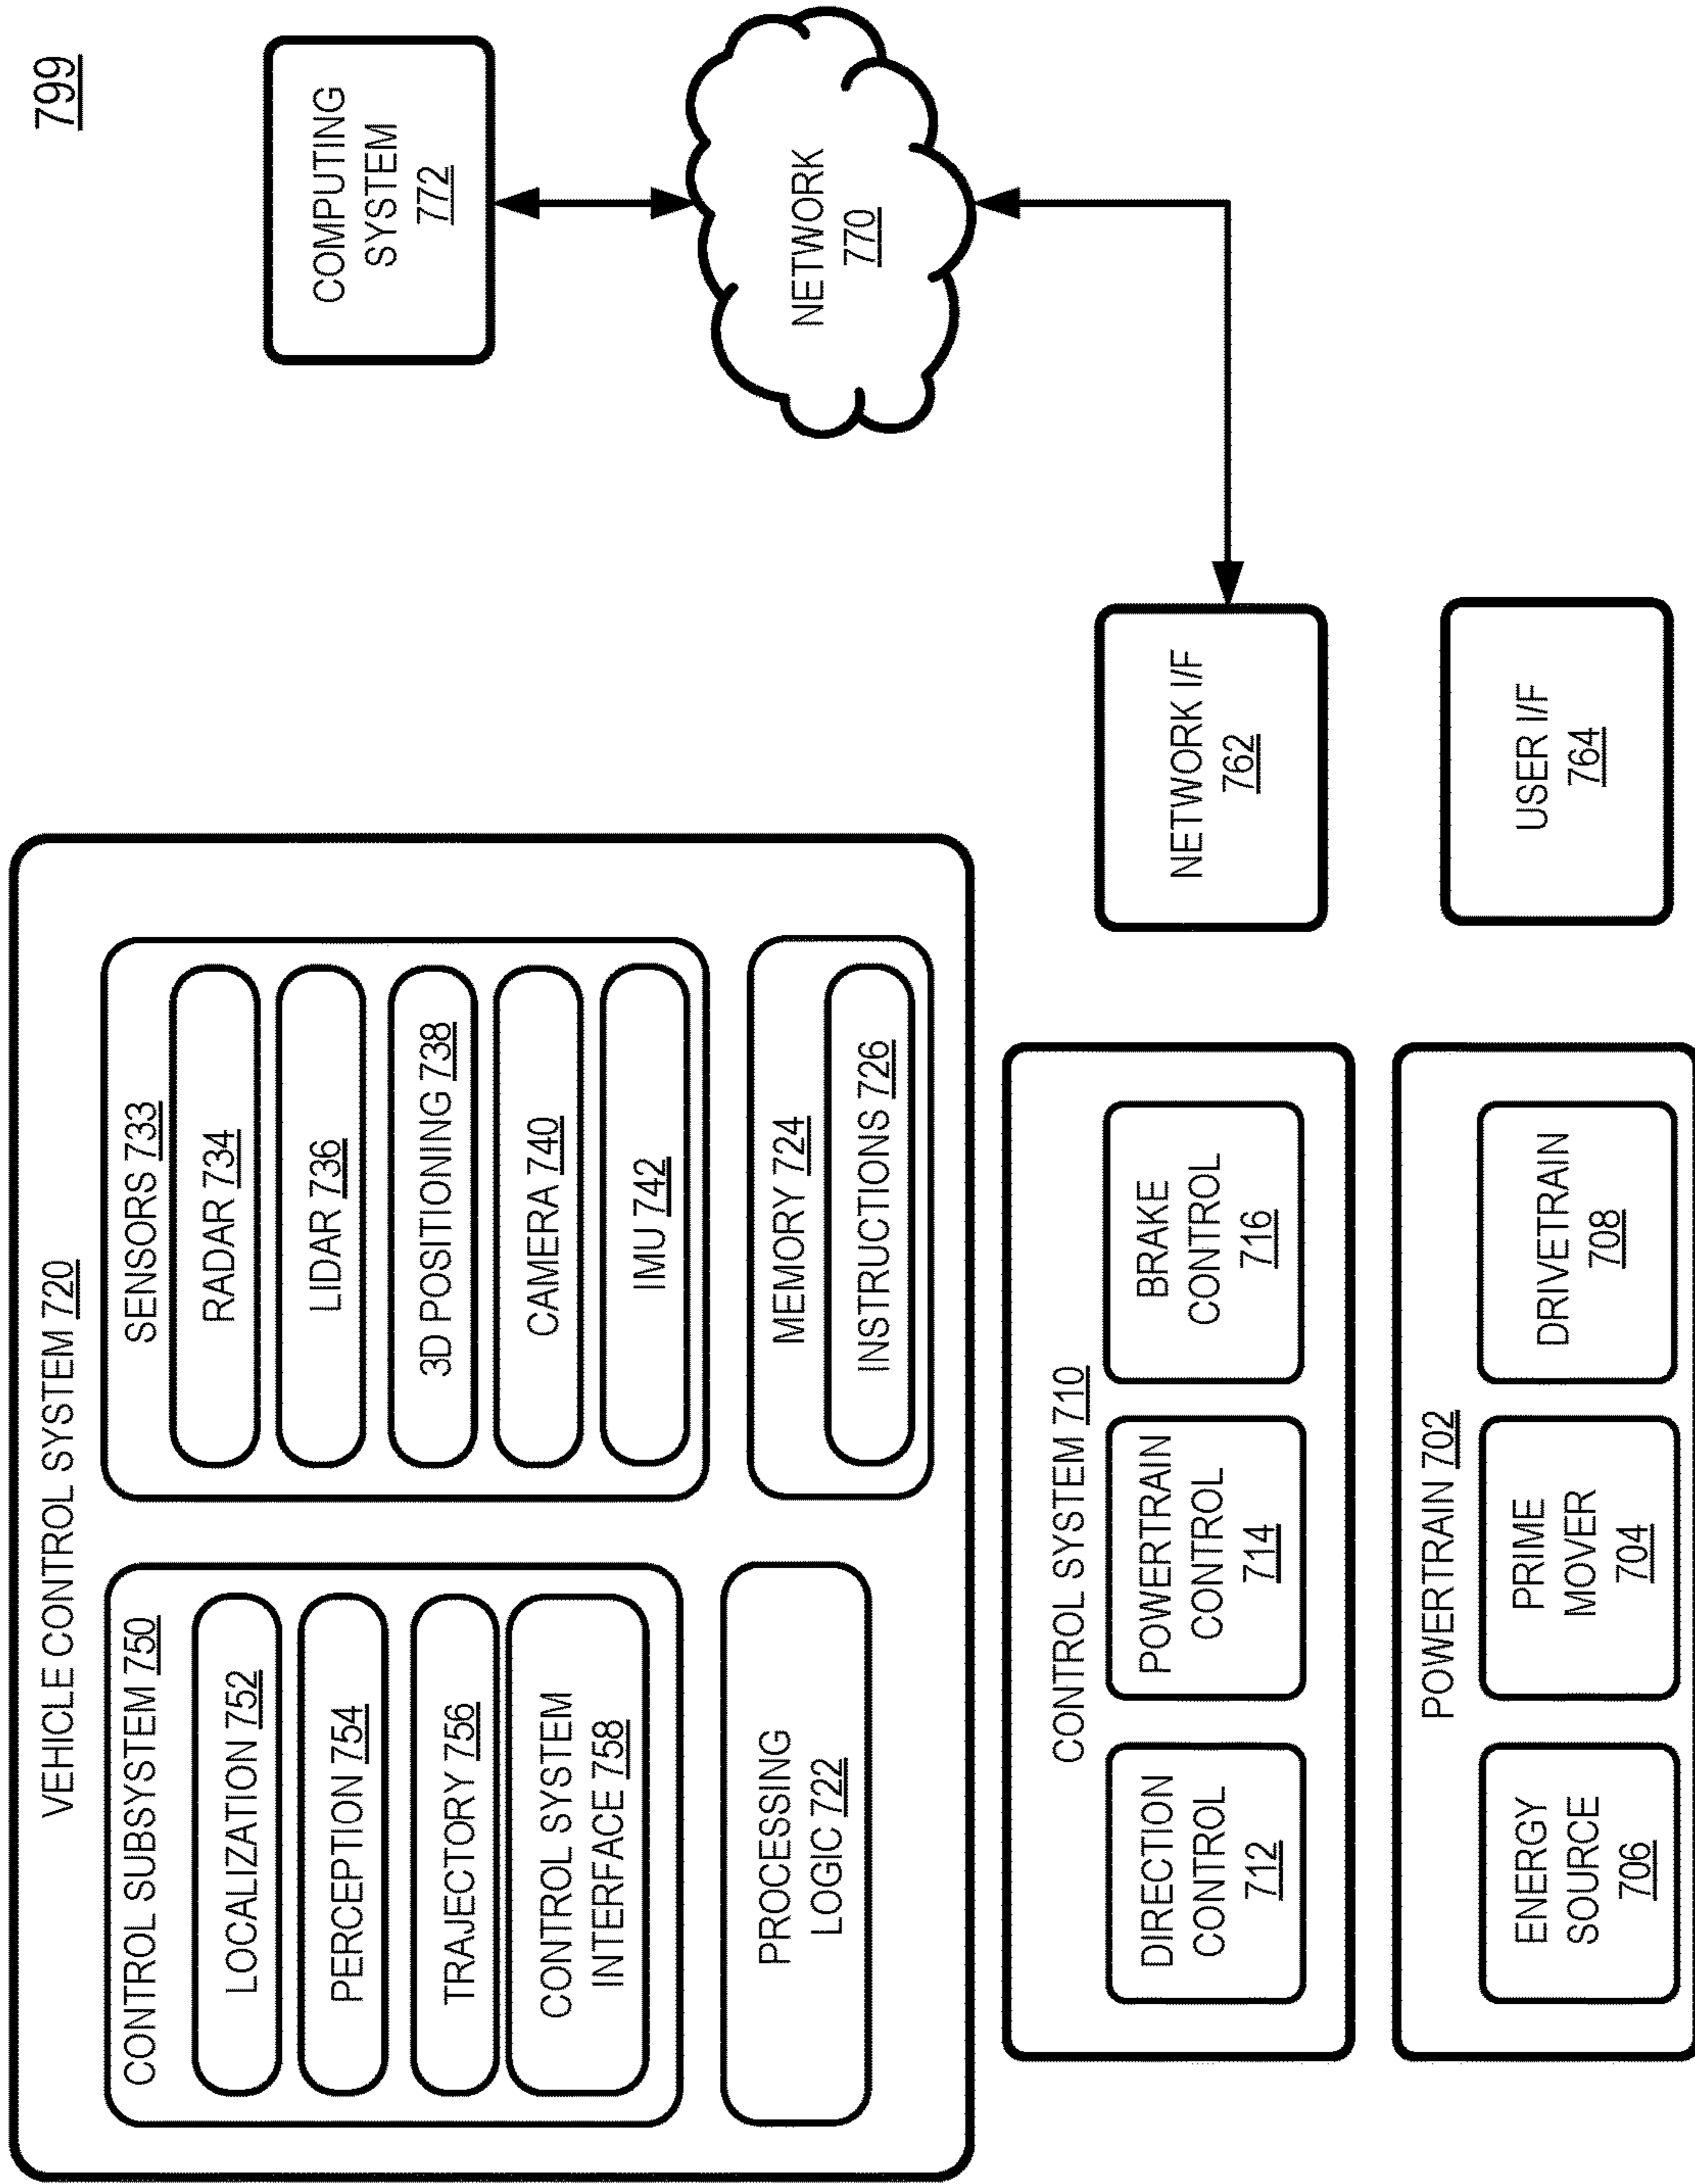 799
VEHICLE CONTROL SYSTEM 720
CONTROL SUBSYSTEM 750
LOCALIZATION 752
PERCEPTION 754
TRAJECTORY 756
CONTROL SYSTEM
INTERFACE 758
PROCESSING
LOGIC 722
SENSORS 733
RADAR 734
LIDAR 736
3D POSITIONING 738
CAMERA 740
IMU 742
MEMORY 724
INSTRUCTIONS 726
COMPUTING
SYSTEM
772
NETWORK
770
CONTROL SYSTEM 710
DIRECTION
CONTROL
712
POWERTRAIN
CONTROL
714
BRAKE
CONTROL
716
NETWORK I/F
762
POWERTRAIN 702
ENERGY
SOURCE
706
PRIME
MOVER
704
DRIVETRAIN
708
USER I/F
764